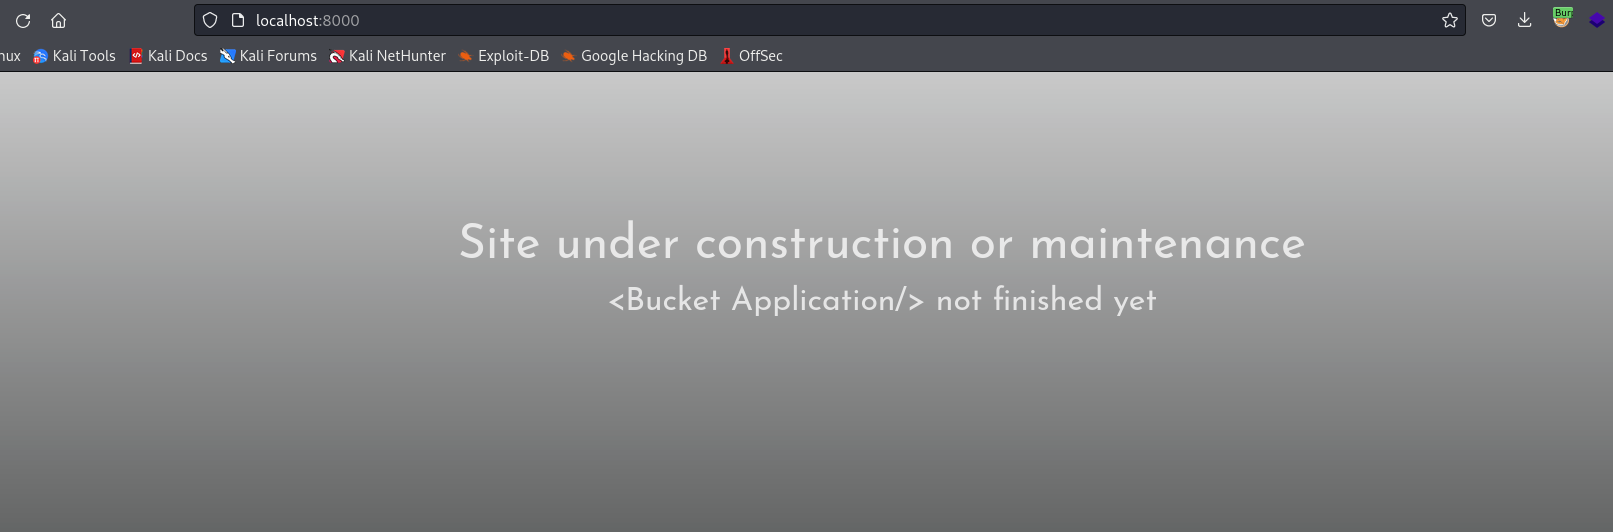 localhost:8000
nux Kali Tools Kali Docs Kali Forums Kali NetHunter Exploit-DB Google Hacking DB OffSec
Site under construction or maintenance
<Bucket Application/> not finished yet